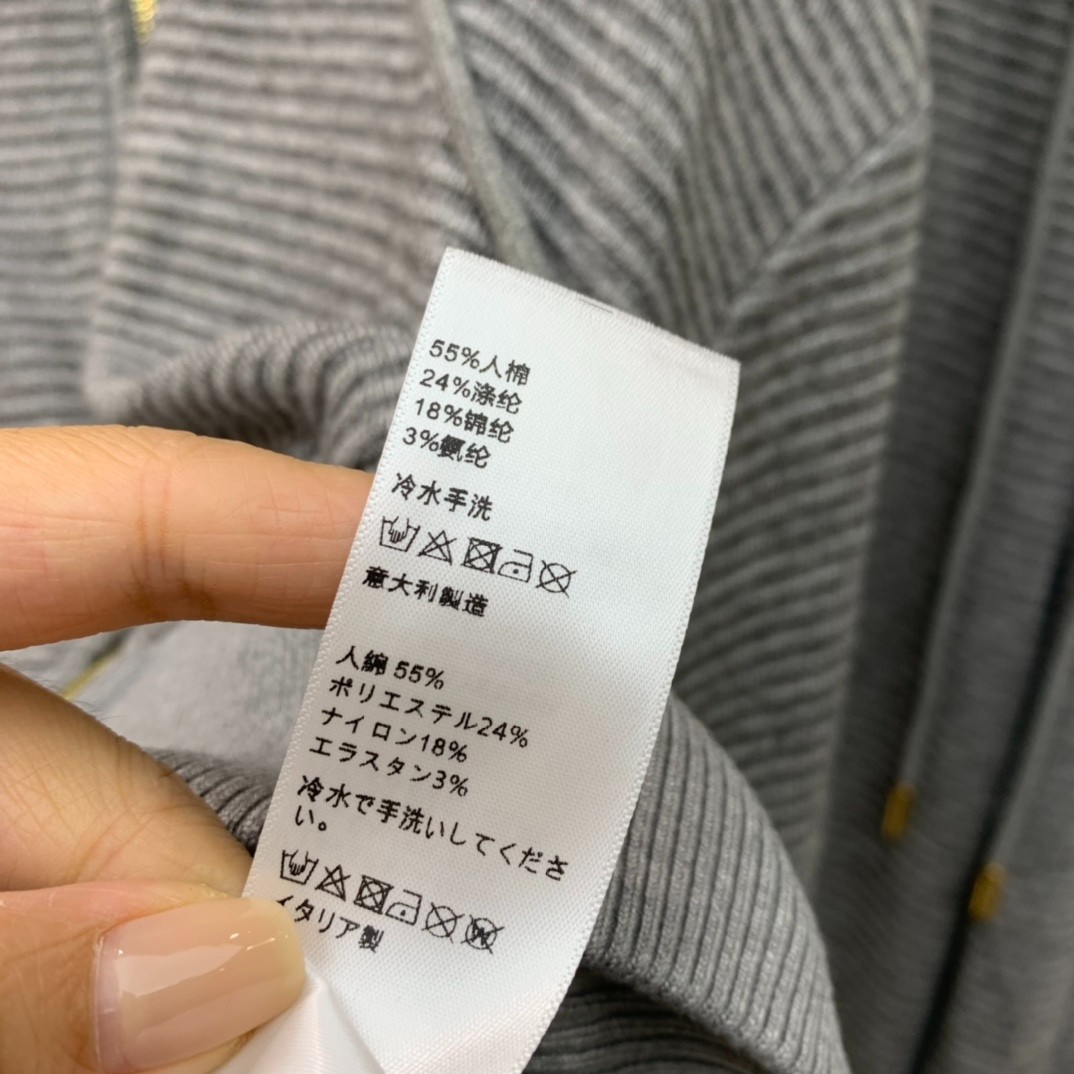 55%人棉
24%涤纶
18%锦纶
3%氨纶
冷水手洗
意大利製造
人綿 55%
ポリエステル24%
ナイロン18%
エラスタン3%
冷水で手洗いしてくださ
い。
イタリア製